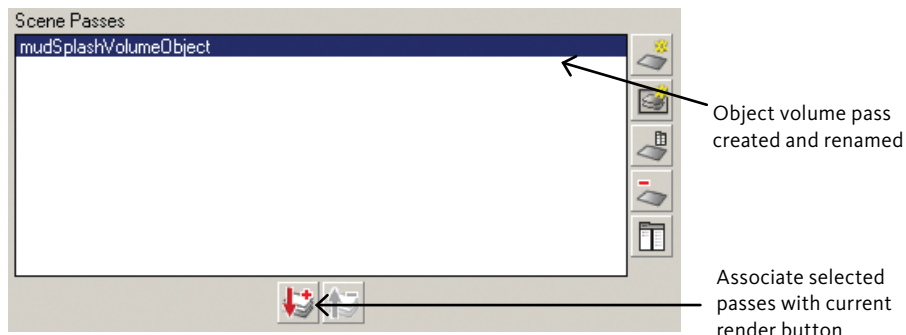 Scene Passes
mudSplashVolumeObject
Object volume pass
created and renamed
Associate selected
passes with current
render button